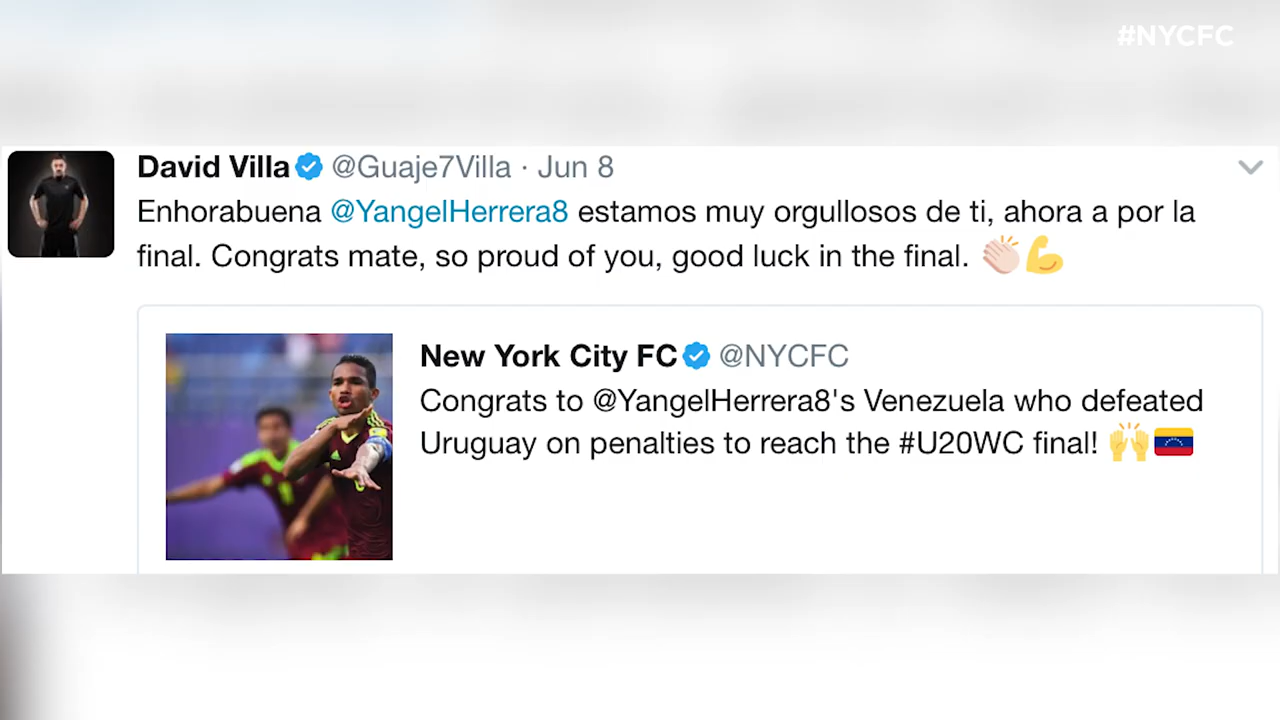 #NYCFC
David Villa @Guaje7Villa · Jun 8
Enhorabuena @YangelHerrera8 estamos muy orgullosos de ti, ahora a por la
final. Congrats mate, so proud of you, good luck in the final. 👏🏻💪
New York City FC @NYCFC
Congrats to @YangelHerrera8's Venezuela who defeated
Uruguay on penalties to reach the #U20WC final! 🙌🇻🇪